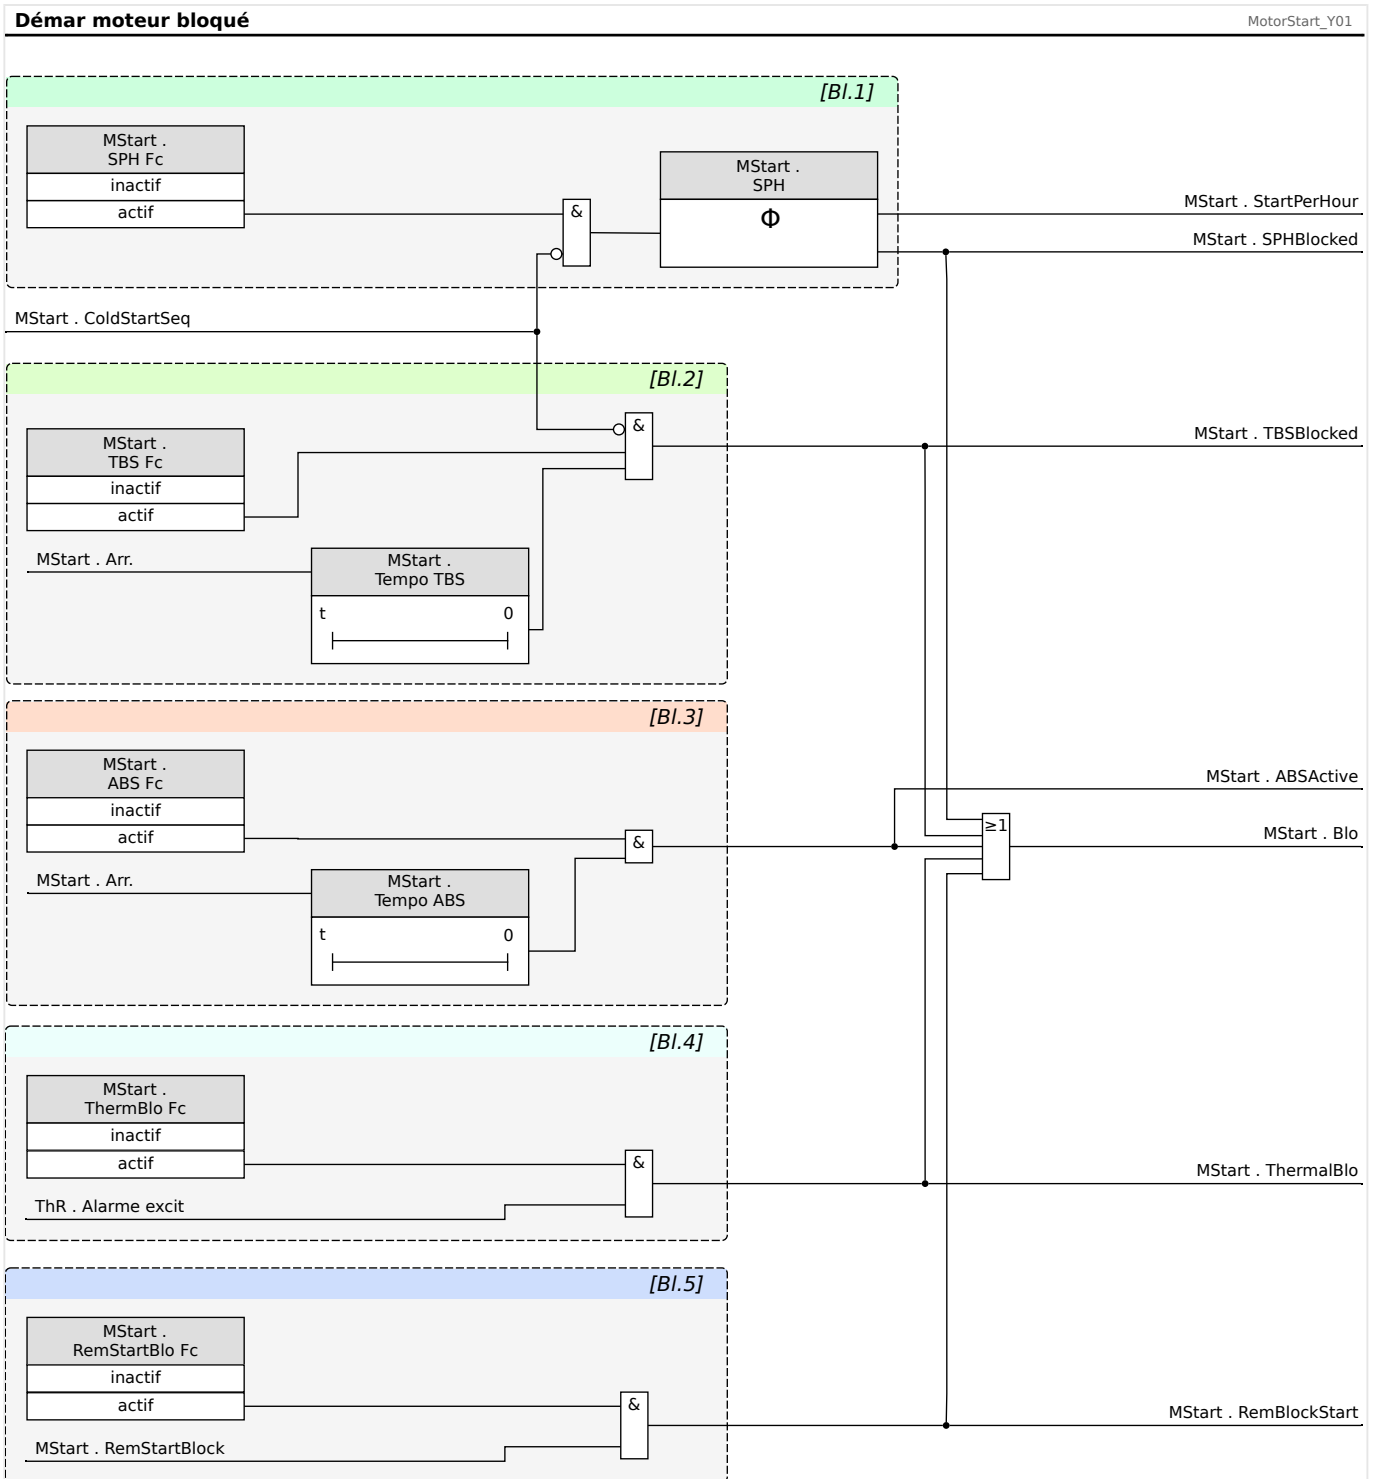 Démar moteur bloqué
MotorStart_Y01
[Bl.1]
MStart .
SPH Fc
inactif
actif
&
MStart .
SPH
Φ
MStart . StartPerHour
MStart . SPHBlocked
MStart . ColdStartSeq
[Bl.2]
MStart .
TBS Fc
inactif
actif
&
MStart . TBSBlocked
MStart . Arr.
MStart .
Tempo TBS
t 0
[Bl.3]
MStart .
ABS Fc
inactif
actif
&
MStart . ABSActive
≥1
MStart . Blo
MStart . Arr.
MStart .
Tempo ABS
t 0
[Bl.4]
MStart .
ThermBlo Fc
inactif
actif
&
MStart . ThermalBlo
ThR . Alarme excit
[Bl.5]
MStart .
RemStartBlo Fc
inactif
actif
&
MStart . RemBlockStart
MStart . RemStartBlock